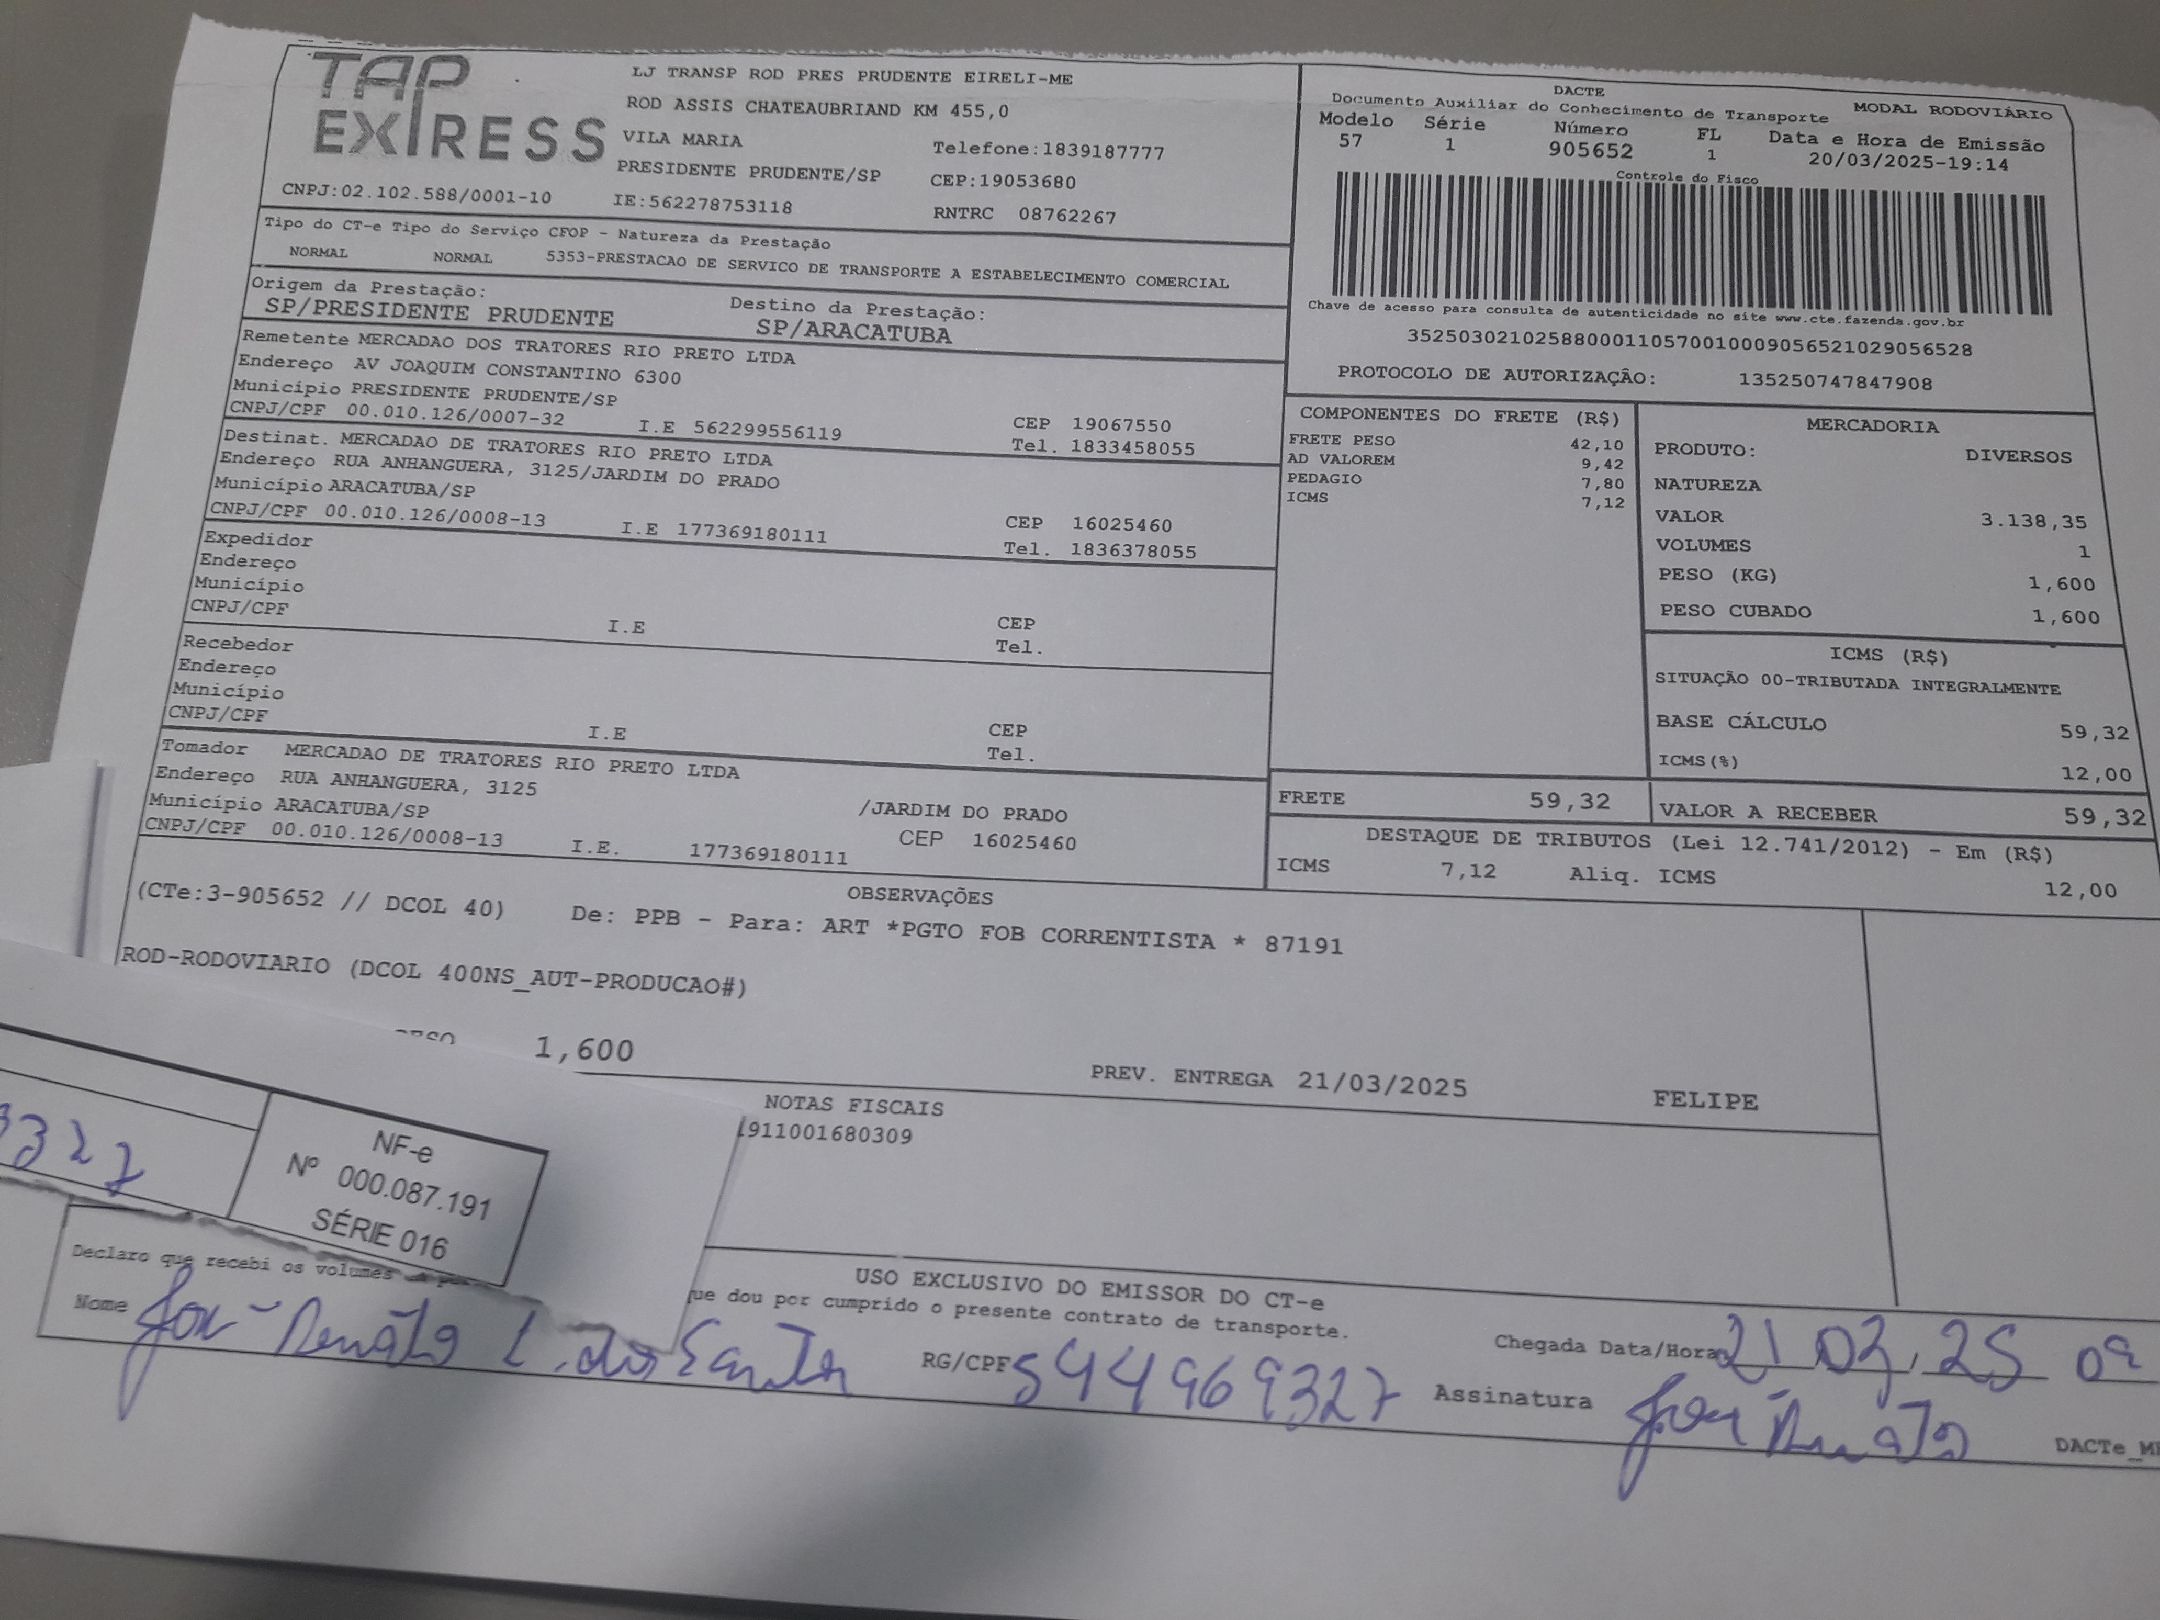 TAP EXPRESS
LJ TRANSP ROD PRES PRUDENTE EIRELI-ME
ROD ASSIS CHATEAUBRIAND KM 455,0
VILA MARIA Telefone:1839187777
PRESIDENTE PRUDENTE/SP CEP:19053680
CNPJ:02.102.588/0001-10 IE:562278753118 RNTRC 08762267
DACTE
Documento Auxiliar do Conhecimento de Transporte MODAL RODOVIÁRIO
Modelo Série Número FL Data e Hora de Emissão
57 1 905652 1 20/03/2025-19:14
Controle do Fisco
Chave de acesso para consulta de autenticidade no site www.cte.fazenda.gov.br
35250302102588000110570010009056521029056528
PROTOCOLO DE AUTORIZAÇÃO: 135250747847908
Tipo do CT-e Tipo do Serviço CFOP - Natureza da Prestação
NORMAL NORMAL 5353-PRESTACAO DE SERVICO DE TRANSPORTE A ESTABELECIMENTO COMERCIAL
Origem da Prestação: Destino da Prestação:
SP/PRESIDENTE PRUDENTE SP/ARACATUBA
Remetente MERCADAO DOS TRATORES RIO PRETO LTDA
Endereço AV JOAQUIM CONSTANTINO 6300
Município PRESIDENTE PRUDENTE/SP CEP 19067550
CNPJ/CPF 00.010.126/0007-32 I.E 562299556119 Tel. 1833458055
Destinat. MERCADAO DE TRATORES RIO PRETO LTDA
Endereço RUA ANHANGUERA, 3125/JARDIM DO PRADO
Município ARACATUBA/SP CEP 16025460
CNPJ/CPF 00.010.126/0008-13 I.E 177369180111 Tel. 1836378055
Expedidor
Endereço
Município CEP
CNPJ/CPF I.E Tel.
Recebedor
Endereço
Município CEP
CNPJ/CPF I.E Tel.
Tomador MERCADAO DE TRATORES RIO PRETO LTDA
Endereço RUA ANHANGUERA, 3125 /JARDIM DO PRADO
Município ARACATUBA/SP CEP 16025460
CNPJ/CPF 00.010.126/0008-13 I.E. 177369180111
COMPONENTES DO FRETE (R$)
FRETE PESO 42,10
AD VALOREM 9,42
PEDAGIO 7,80
ICMS 7,12
MERCADORIA
PRODUTO: DIVERSOS
NATUREZA
VALOR 3.138,35
VOLUMES 1
PESO (KG) 1,600
PESO CUBADO 1,600
ICMS (R$)
SITUAÇÃO 00-TRIBUTADA INTEGRALMENTE
BASE CÁLCULO 59,32
ICMS(%) 12,00
FRETE 59,32 VALOR A RECEBER 59,32
DESTAQUE DE TRIBUTOS (Lei 12.741/2012) - Em (R$)
ICMS 7,12 Aliq. ICMS 12,00
OBSERVAÇÕES
(CTe:3-905652 // DCOL 40) De: PPB - Para: ART *PGTO FOB CORRENTISTA * 87191
ROD-RODOVIARIO (DCOL 400NS_AUT-PRODUCAO#)
1,600 PREV. ENTREGA 21/03/2025 FELIPE
NOTAS FISCAIS
1911001680309
327
NF-e
Nº 000.087.191
SÉRIE 016
USO EXCLUSIVO DO EMISSOR DO CT-e
Declaro que recebi os volumes que dou por cumprido o presente contrato de transporte.
Chegada Data/Hora 21 03, 25 09
Nome José Renato L. dos Santos RG/CPF 544969327 Assinatura José Renato
DACTe_M